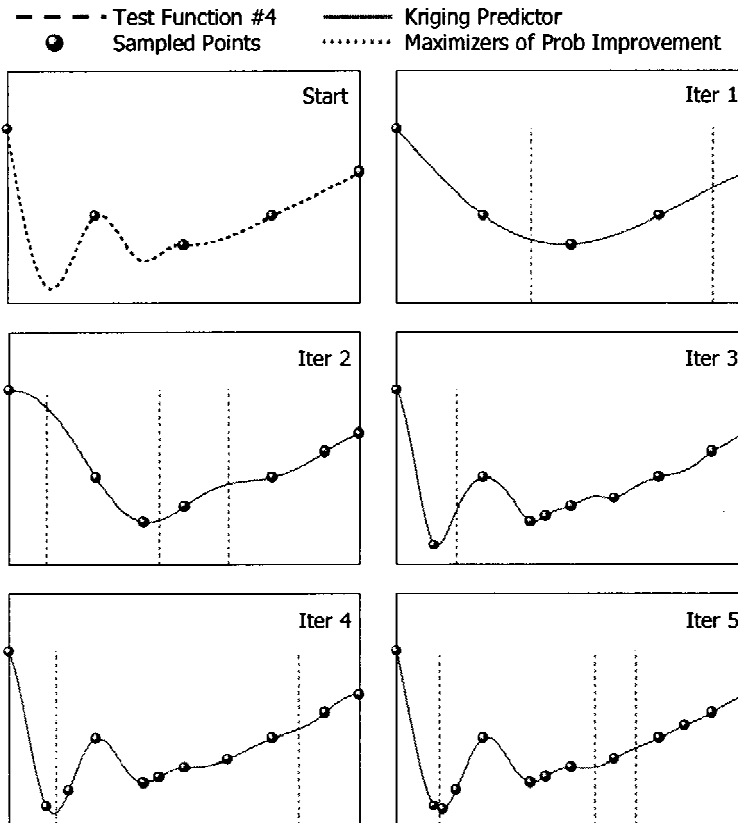 Test Function #4
Kriging Predictor
Sampled Points
Maximizers of Prob Improvement
Start
Iter 1
Iter 2
Iter 3
Iter 4
Iter 5